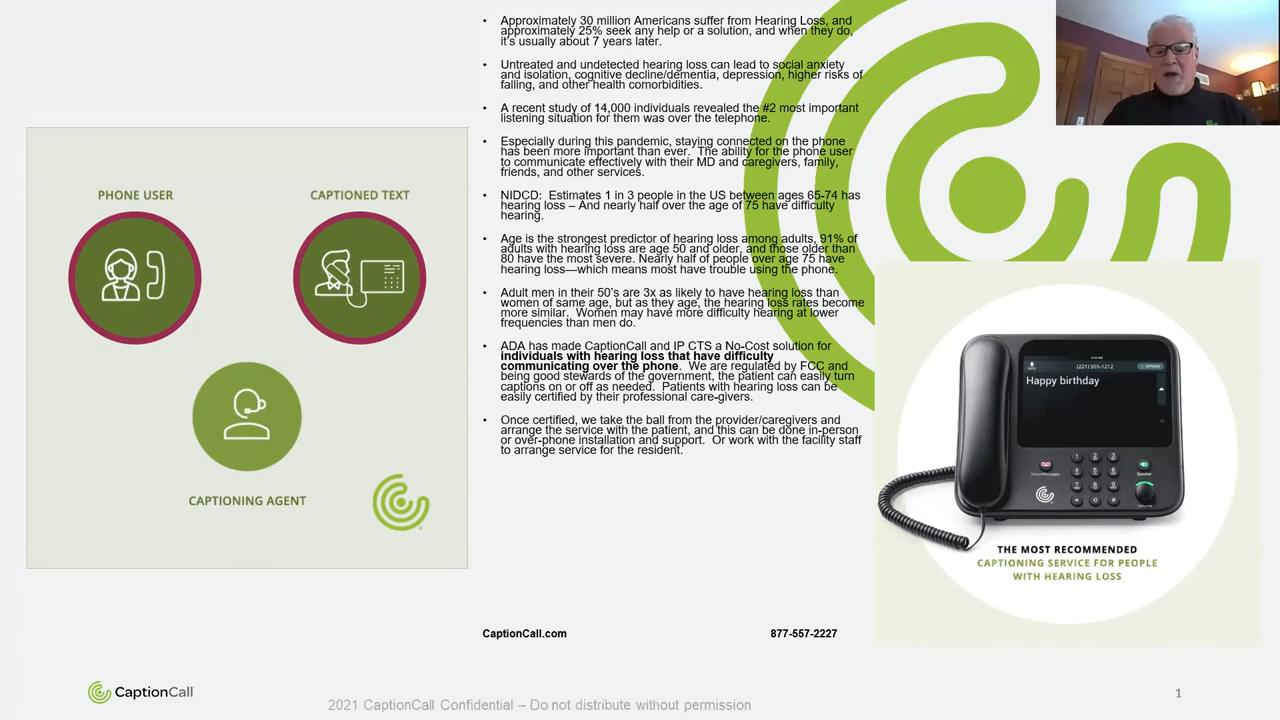 PHONE USER
CAPTIONED TEXT
CAPTIONING AGENT
• Approximately 30 million Americans suffer from Hearing Loss, and
approximately 25% seek any help or a solution, and when they do,
it's usually about 7 years later.
• Untreated and undetected hearing loss can lead to social anxiety
and isolation, cognitive decline/dementia, depression, higher risks of
falling, and other health comorbidities.
• A recent study of 14,000 individuals revealed the #2 most important
listening situation for them was over the telephone.
• Especially during this pandemic, staying connected on the phone
has been more important than ever. The ability for the phone user
to communicate effectively with their MD and caregivers, family,
friends, and other services.
• NIDCD: Estimates 1 in 3 people in the US between ages 65-74 has
hearing loss – And nearly half over the age of 75 have difficulty
hearing.
• Age is the strongest predictor of hearing loss among adults, 91% of
adults with hearing loss are age 50 and older, and those older than
80 have the most severe. Nearly half of people over age 75 have
hearing loss—which means most have trouble using the phone.
• Adult men in their 50's are 3x as likely to have hearing loss than
women of same age, but as they age, the hearing loss rates become
more similar. Women may have more difficulty hearing at lower
frequencies than men do.
• ADA has made CaptionCall and IP CTS a No-Cost solution for
individuals with hearing loss that have difficulty
communicating over the phone. We are regulated by FCC and
being good stewards of the government, the patient can easily turn
captions on or off as needed. Patients with hearing loss can be
easily certified by their professional care-givers.
• Once certified, we take the ball from the provider/caregivers and
arrange the service with the patient, and this can be done in-person
or over-phone installation and support. Or work with the facility staff
to arrange service for the resident.
CaptionCall.com
877-557-2227
(221) 555-1212
Happy birthday
1 2 3
4 5 6
7 8 9
* 0 #
Speaker
THE MOST RECOMMENDED
CAPTIONING SERVICE FOR PEOPLE
WITH HEARING LOSS
CaptionCall
2021 CaptionCall Confidential – Do not distribute without permission
1